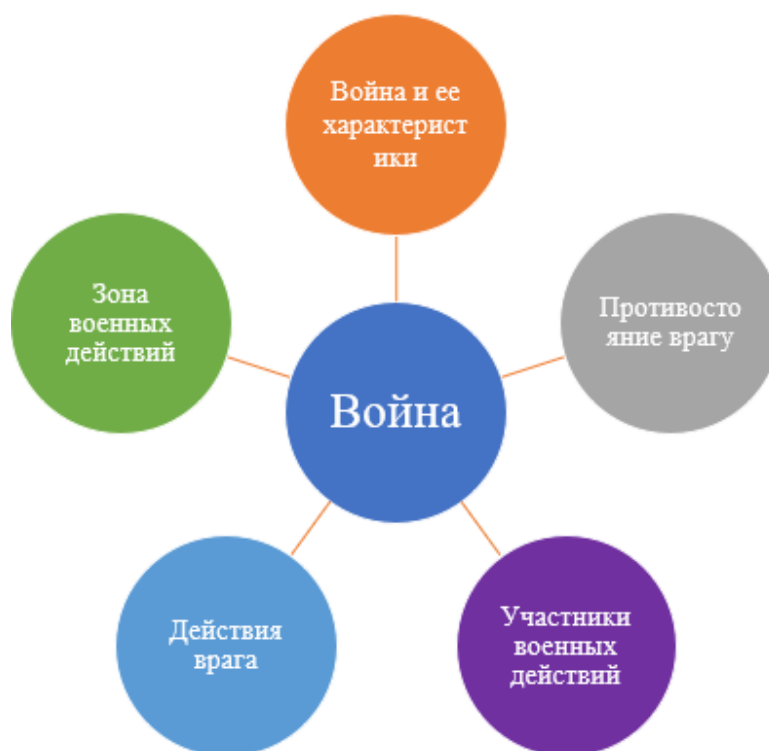 Война и ее
характерист
ики
Зона
военных
действий
Противосто
яние врагу
Война
Действия
врага
Участники
военных
действий